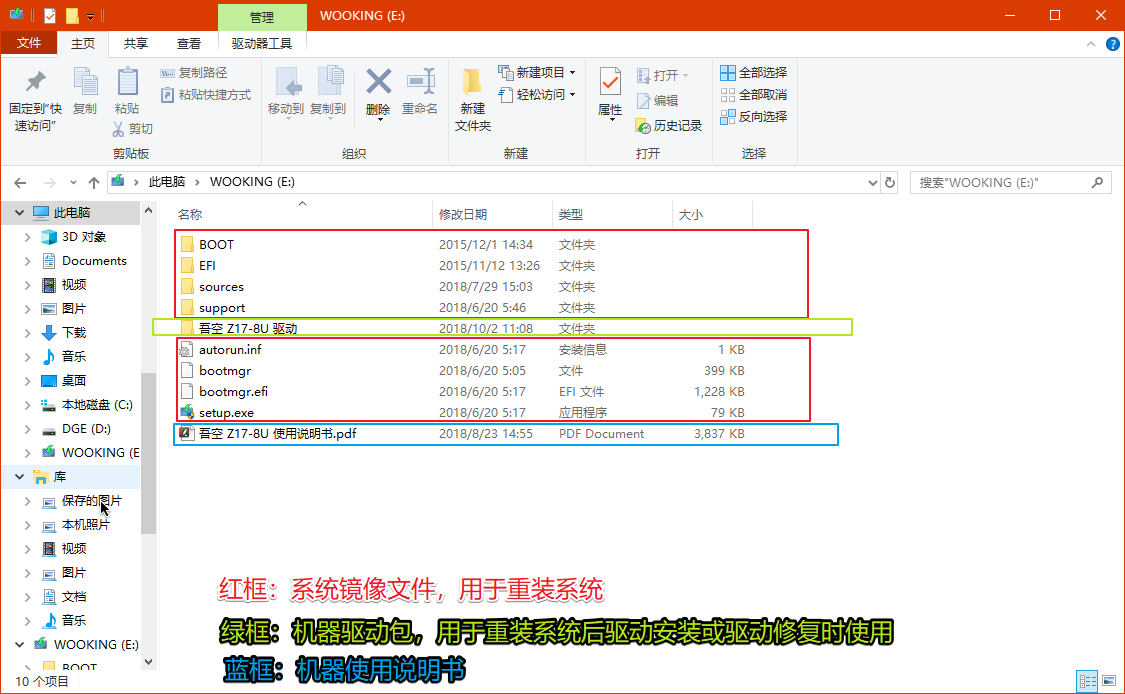 管理
WOOKING (E:)
文件 主页 共享 查看 驱动器工具
固定到"快速访问"
复制
粘贴
复制路径
粘贴快捷方式
剪切
剪贴板
移动到
复制到
删除
重命名
组织
新建文件夹
新建项目
轻松访问
新建
属性
打开
编辑
历史记录
打开
全部选择
全部取消
反向选择
选择
此电脑 > WOOKING (E:)
搜索"WOOKING (E:)"
此电脑
3D 对象
Documents
视频
图片
下载
音乐
桌面
本地磁盘 (C:)
DGE (D:)
WOOKING (E
库
保存的图片
本机照片
视频
图片
文档
音乐
WOOKING (E:)
BOOT
名称 修改日期 类型 大小
BOOT 2015/12/1 14:34 文件夹
EFI 2015/11/12 13:26 文件夹
sources 2018/7/29 15:03 文件夹
support 2018/6/20 5:46 文件夹
吾空 Z17-8U 驱动 2018/10/2 11:08 文件夹
autorun.inf 2018/6/20 5:17 安装信息 1 KB
bootmgr 2018/6/20 5:05 文件 399 KB
bootmgr.efi 2018/6/20 5:17 EFI 文件 1,228 KB
setup.exe 2018/6/20 5:17 应用程序 79 KB
吾空 Z17-8U 使用说明书.pdf 2018/8/23 14:55 PDF Document 3,837 KB
红框：系统镜像文件，用于重装系统
绿框：机器驱动包，用于重装系统后驱动安装或驱动修复时使用
蓝框：机器使用说明书
10 个项目